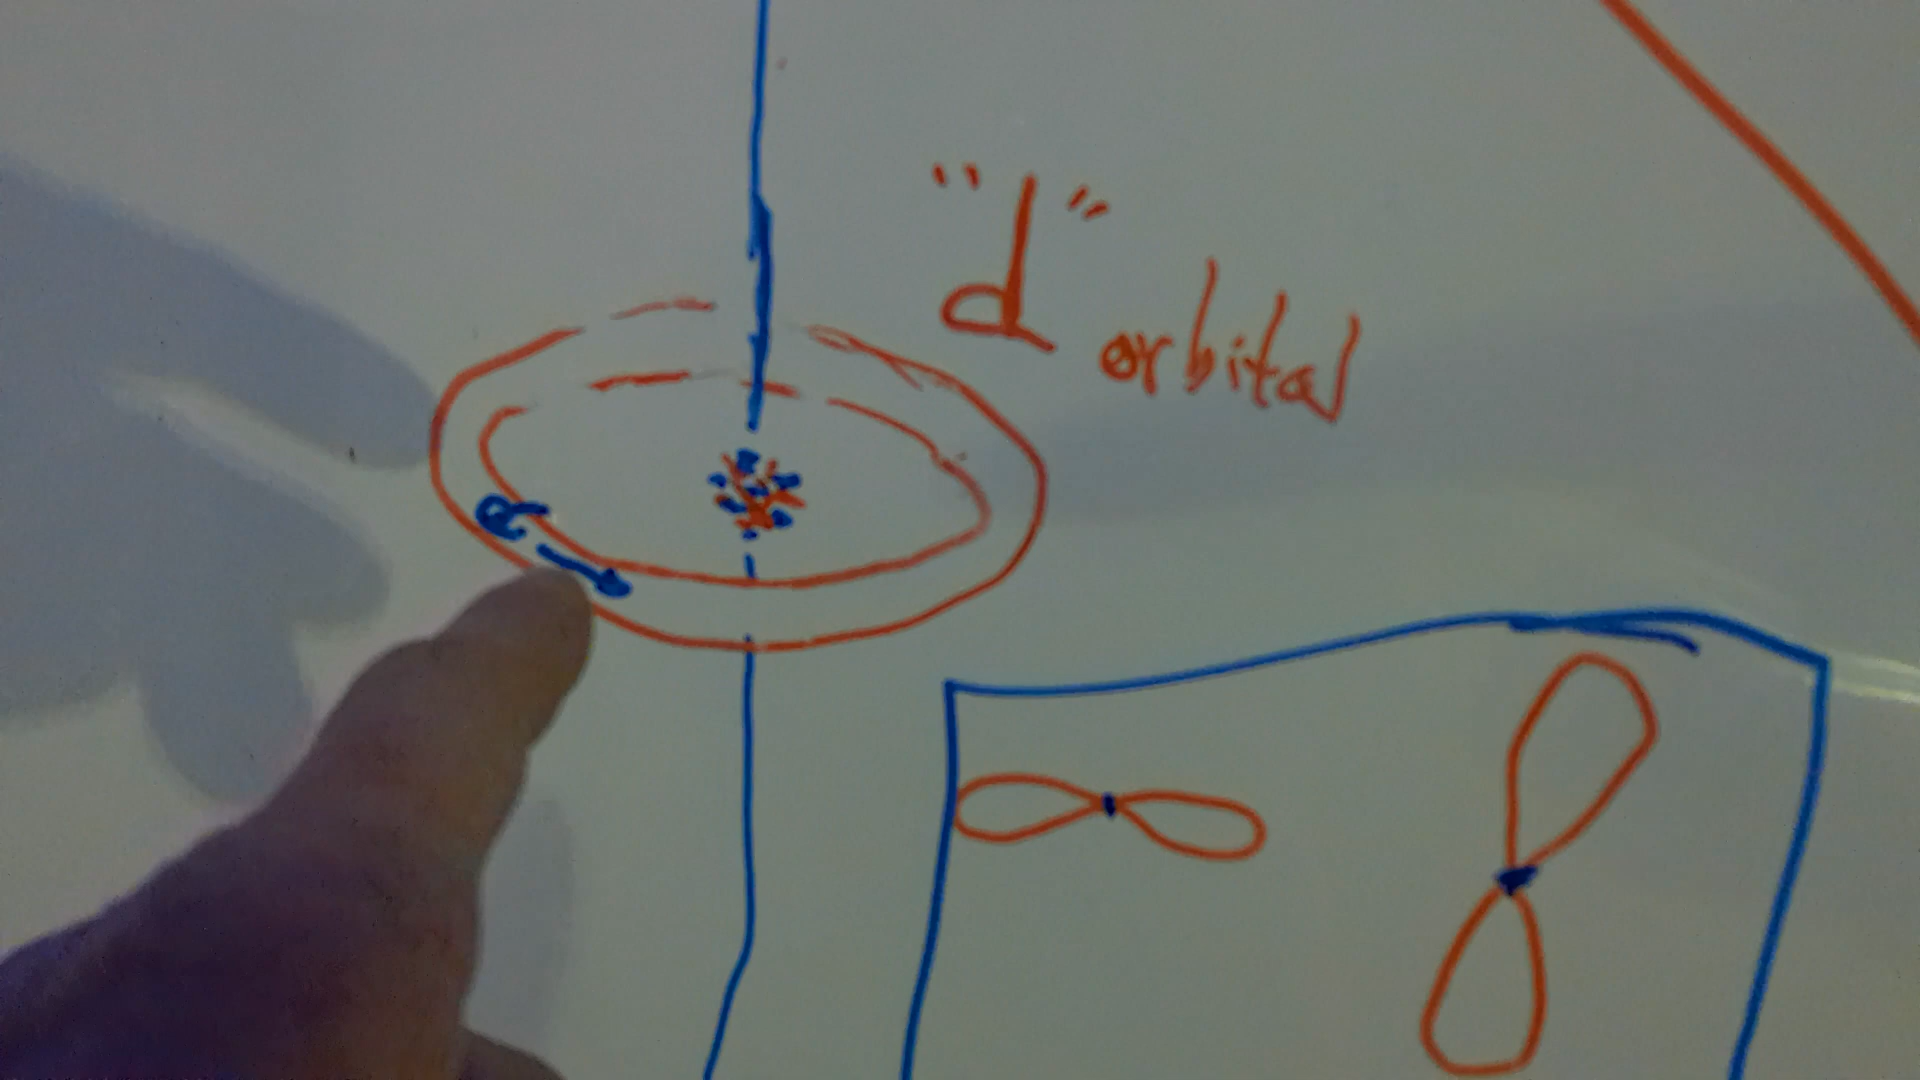 "d"
orbital
e-